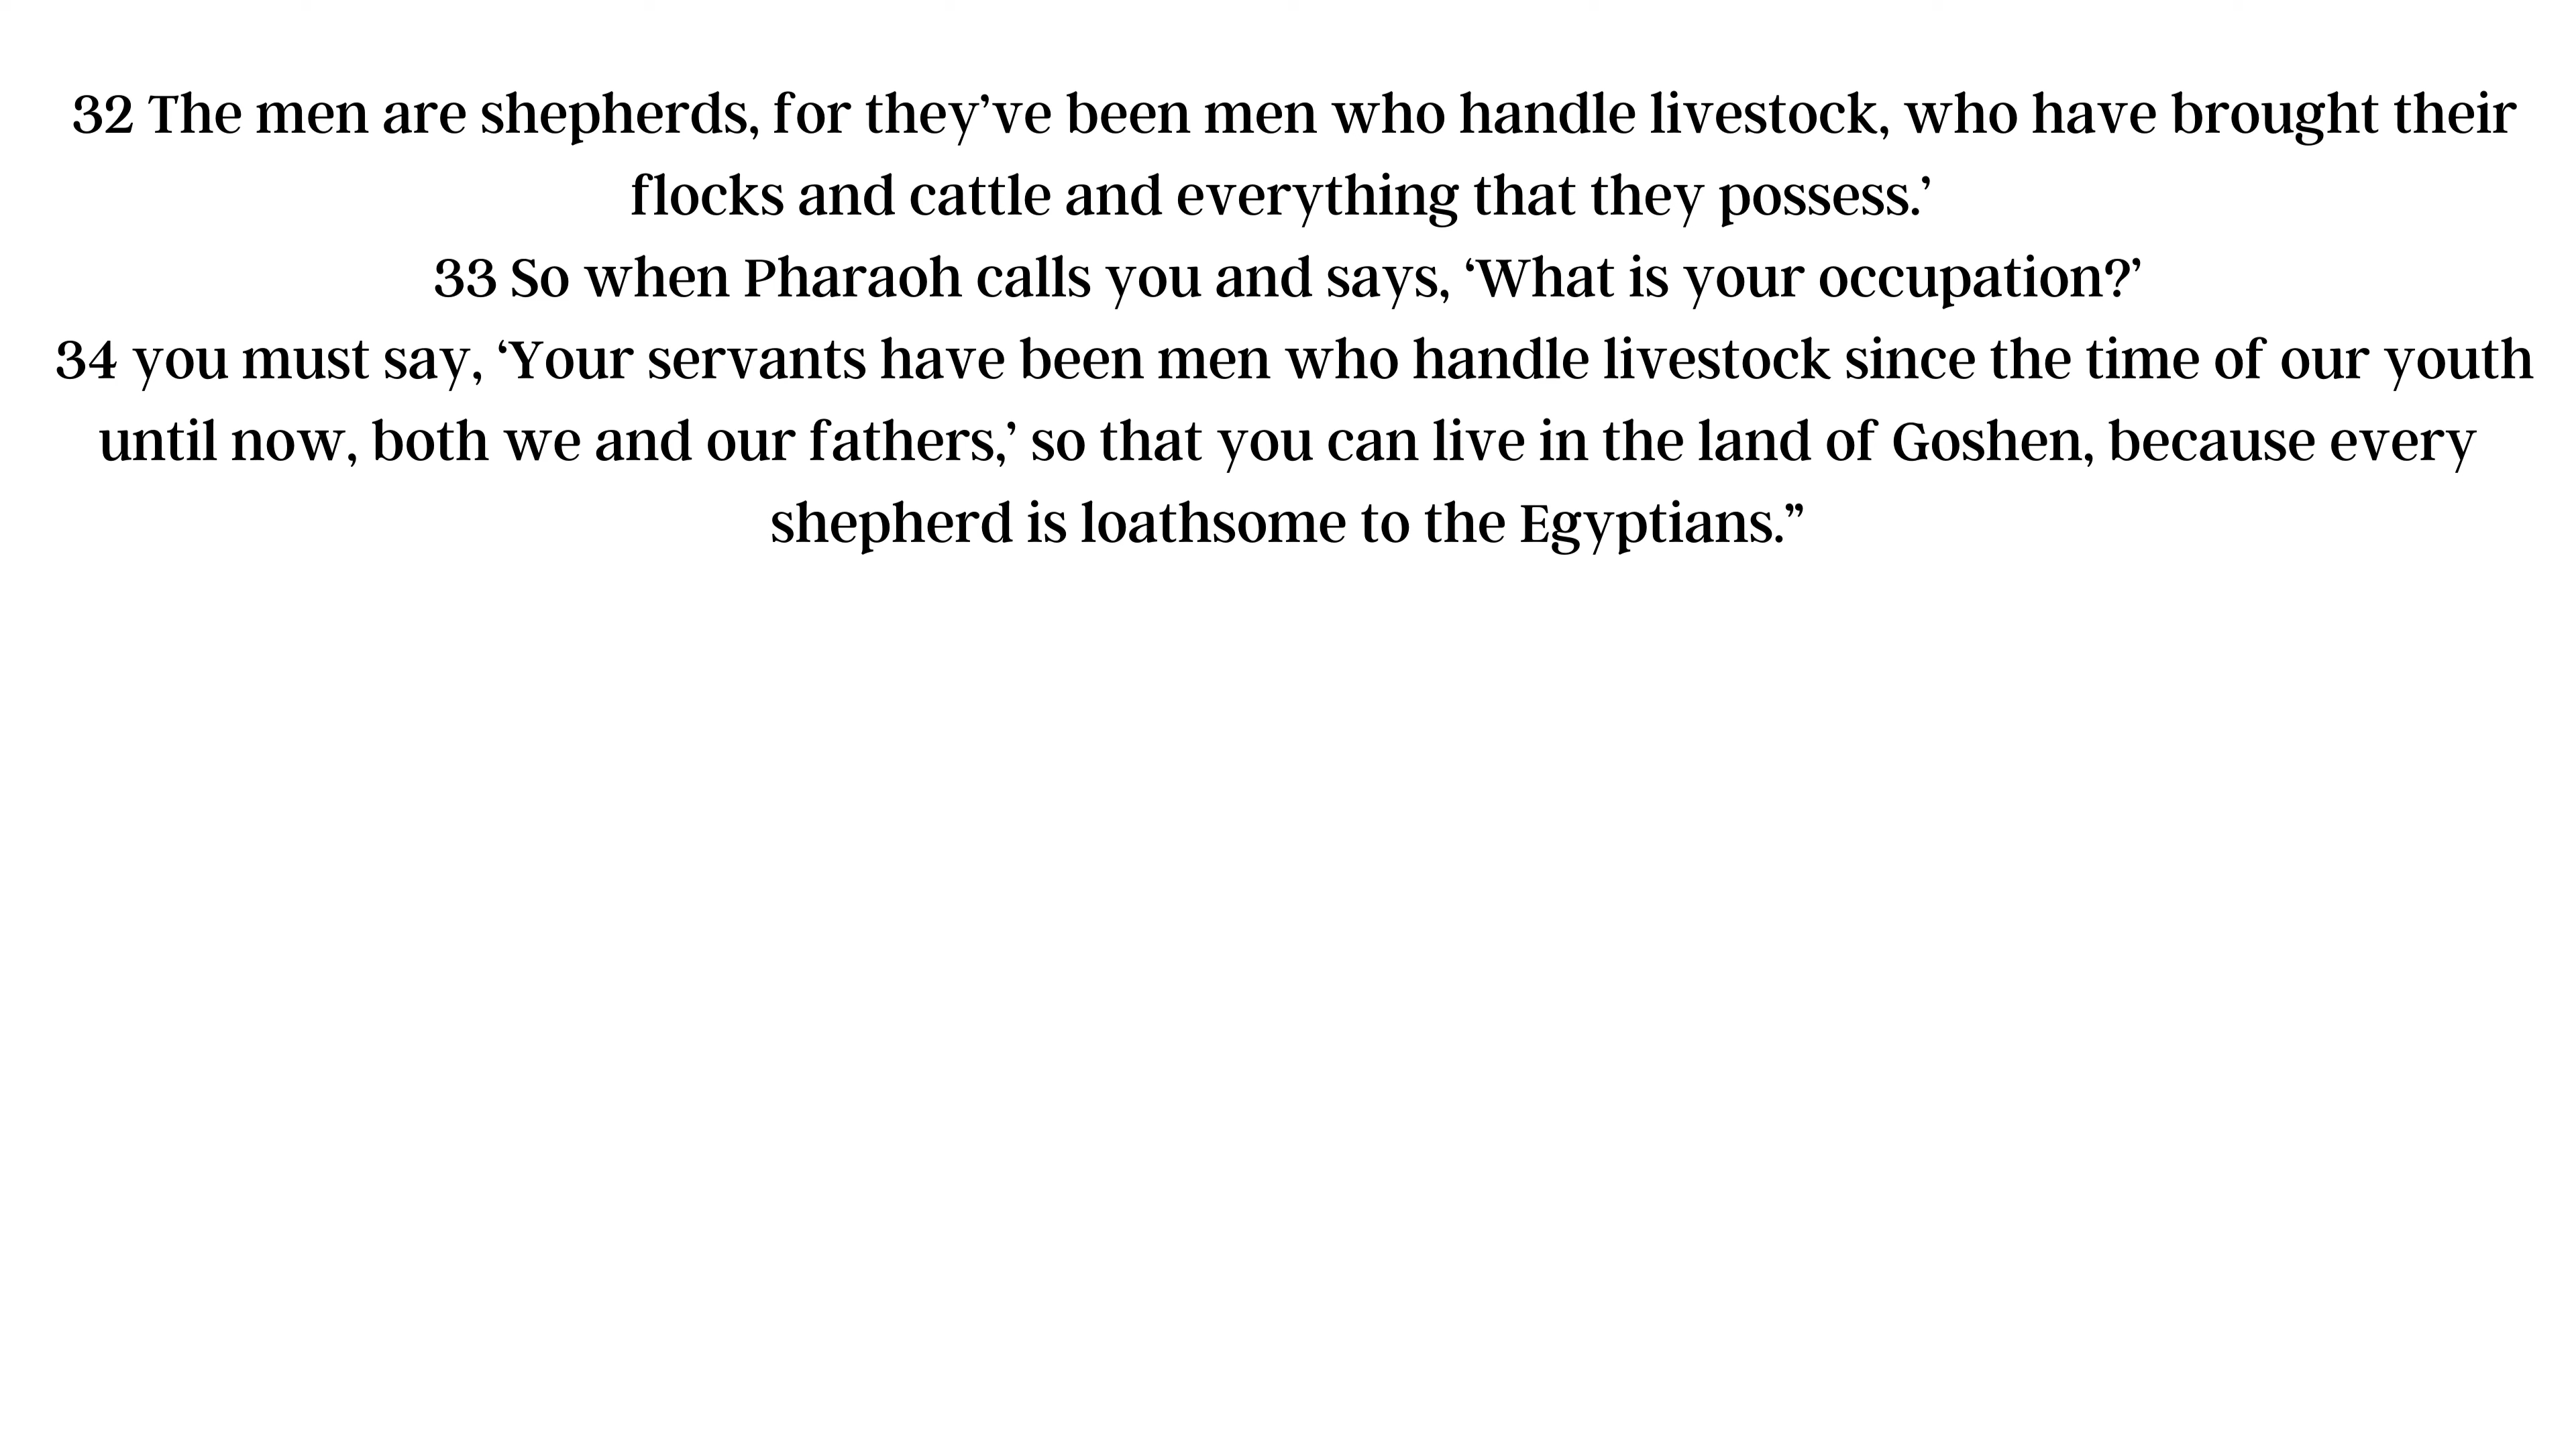 32 The men are shepherds, for they’ve been men who handle livestock, who have brought their
flocks and cattle and everything that they possess.’
33 So when Pharaoh calls you and says, ‘What is your occupation?’
34 you must say, ‘Your servants have been men who handle livestock since the time of our youth
until now, both we and our fathers,’ so that you can live in the land of Goshen, because every
shepherd is loathsome to the Egyptians.”